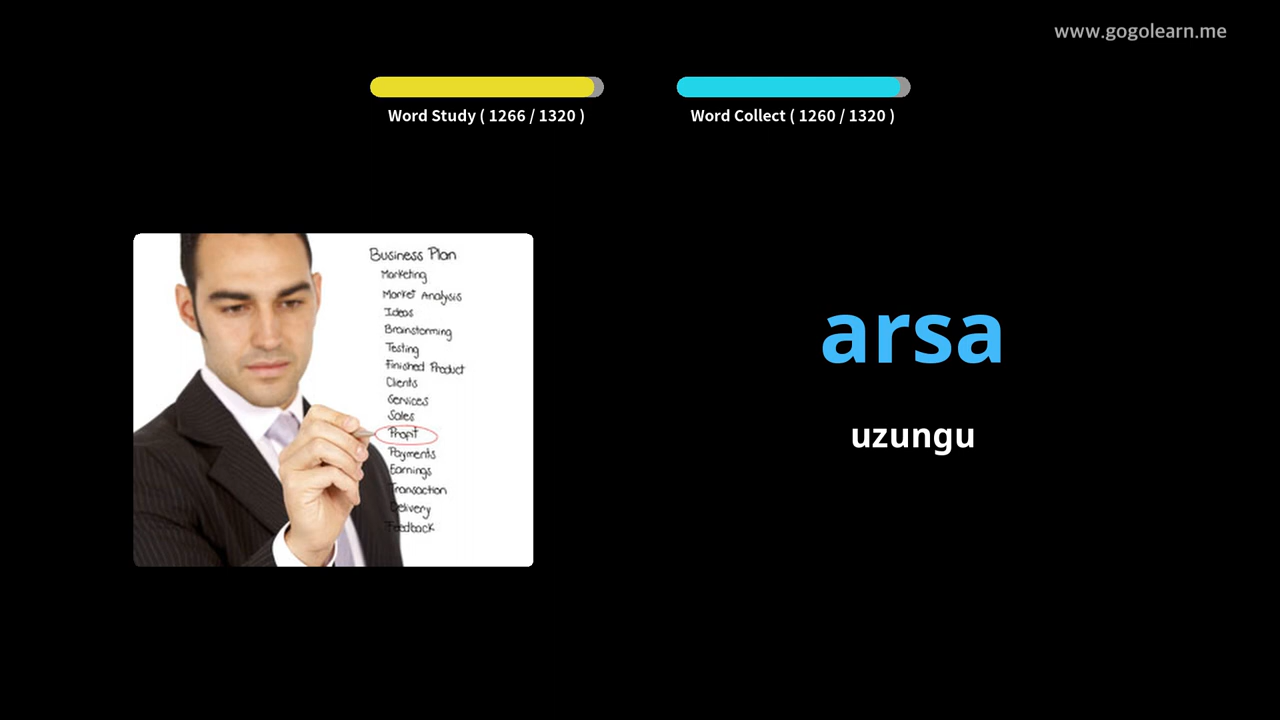 www.gogolearn.me
Word Study ( 1266 / 1320 )
Word Collect ( 1260 / 1320 )
Business Plan
Marketing
Market Analysis
Ideas
Brainstorming
Testing
Finished Product
Clients
Services
Sales
Profit
Payments
Earnings
Transaction
Delivery
Feedback
arsa
uzungu